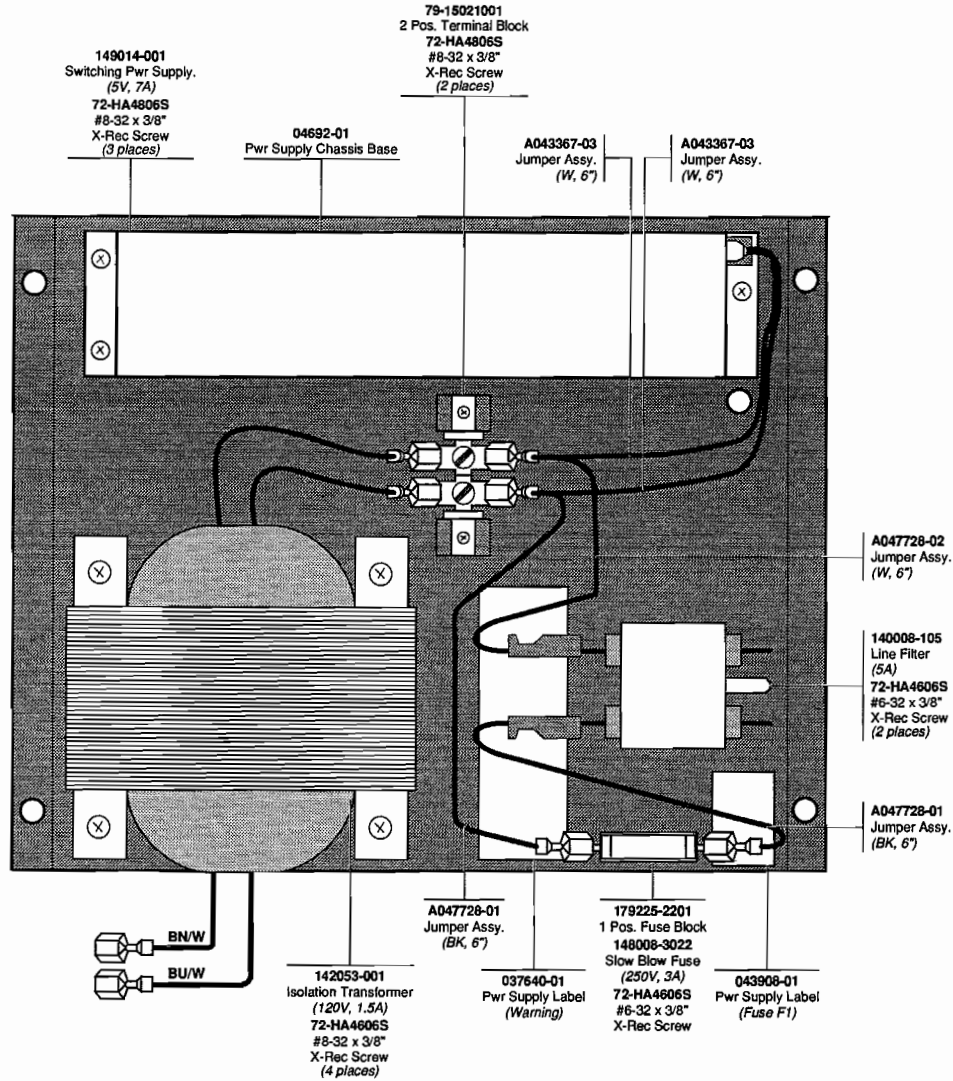 79-15021001
2 Pos. Terminal Block
72-HA4806S
#8-32 x 3/8"
X-Rec Screw
(2 places)
149014-001
Switching Pwr Supply.
(5V, 7A)
72-HA4806S
#8-32 x 3/8"
X-Rec Screw
(3 places)
04692-01
Pwr Supply Chassis Base
A043367-03
Jumper Assy.
(W, 6")
A043367-03
Jumper Assy.
(W, 6")
A047728-02
Jumper Assy.
(W, 6")
140008-105
Line Filter
(5A)
72-HA4606S
#6-32 x 3/8"
X-Rec Screw
(2 places)
A047728-01
Jumper Assy.
(BK, 6")
BN/W
BU/W
142053-001
Isolation Transformer
(120V, 1.5A)
72-HA4606S
#8-32 x 3/8"
X-Rec Screw
(4 places)
A047728-01
Jumper Assy.
(BK, 6")
037640-01
Pwr Supply Label
(Warning)
179225-2201
1 Pos. Fuse Block
148008-3022
Slow Blow Fuse
(250V, 3A)
72-HA4606S
#6-32 x 3/8"
X-Rec Screw
043908-01
Pwr Supply Label
(Fuse F1)